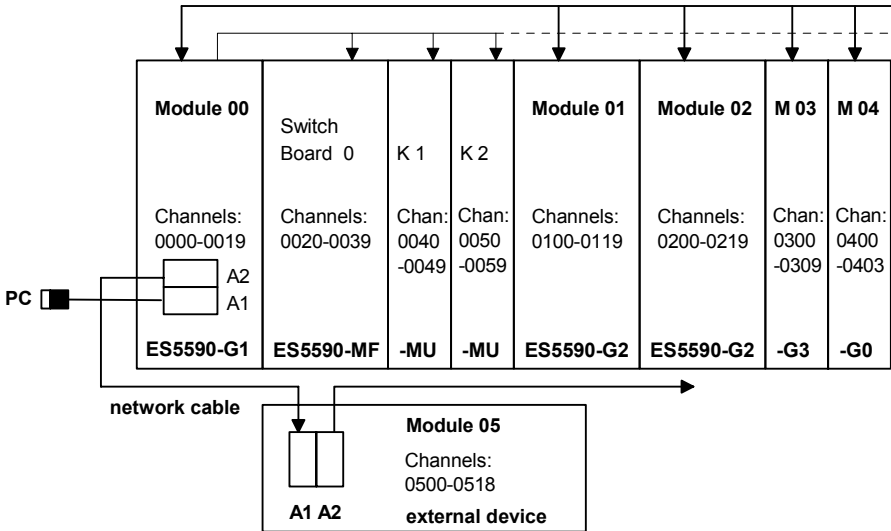 Module 00
Switch
Board 0
K 1
K 2
Module 01
Module 02
M 03
M 04
Channels:
0000-0019
Channels:
0020-0039
Chan:
0040
-0049
Chan:
0050
-0059
Channels:
0100-0119
Channels:
0200-0219
Chan:
0300
-0309
Chan:
0400
-0403
A2
A1
PC
ES5590-G1
ES5590-MF
-MU
-MU
ES5590-G2
ES5590-G2
-G3
-G0
network cable
Module 05
Channels:
0500-0518
A1 A2
external device